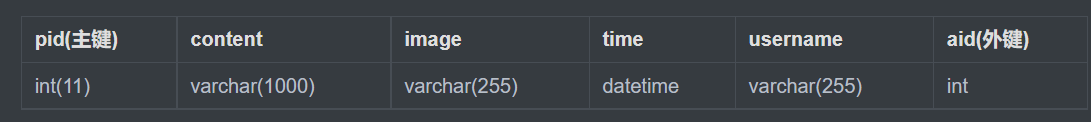 pid(主键) content image time username aid(外键)
int(11) varchar(1000) varchar(255) datetime varchar(255) int